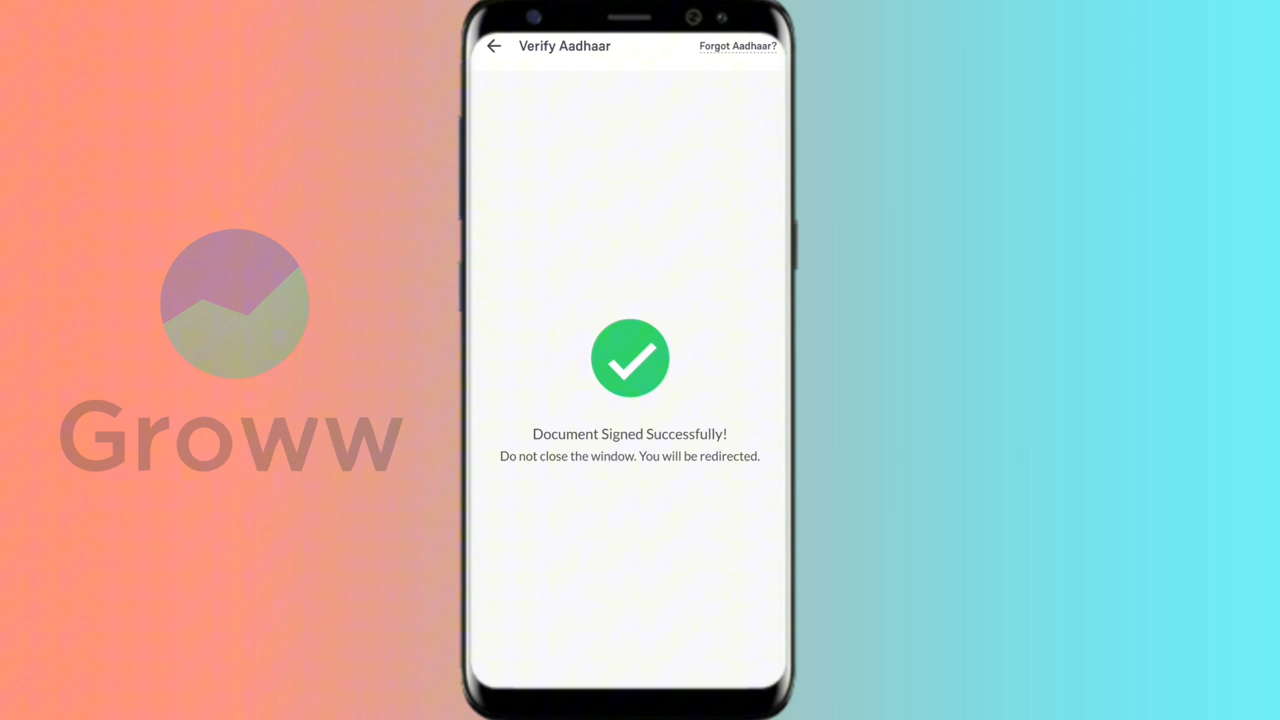 Verify Aadhaar
Forgot Aadhaar?
Groww
Document Signed Successfully!
Do not close the window. You will be redirected.